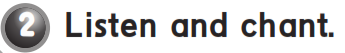 2 Listen and chant.